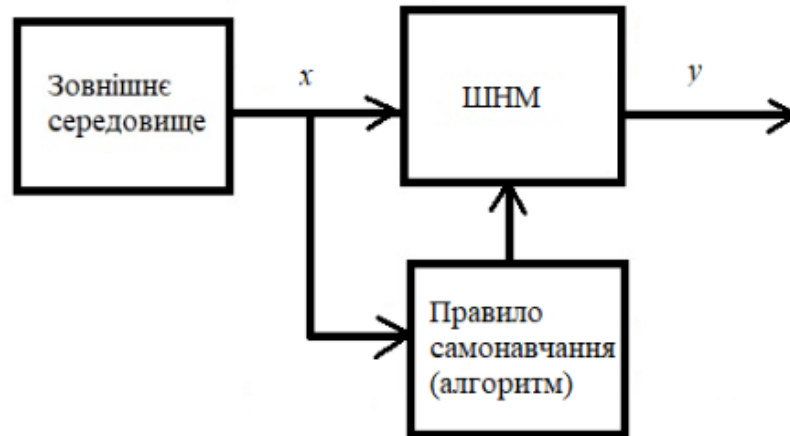 Зовнішнє
середовище
x
ШНМ
y
Правило
самонавчання
(алгоритм)